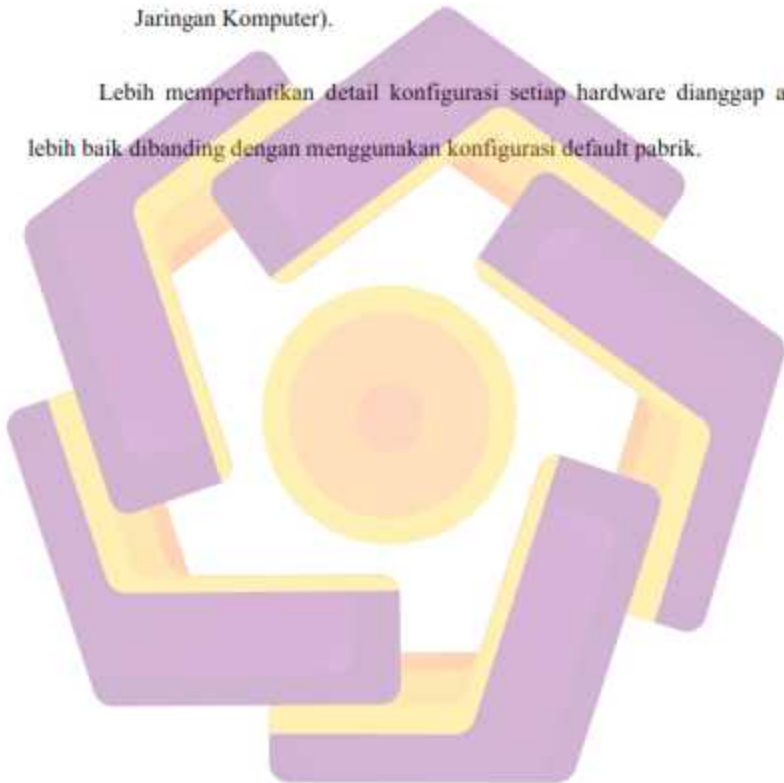 Jaringan Komputer).
Lebih memperhatikan detail konfigurasi setiap hardware dianggap a
lebih baik dibanding dengan menggunakan konfigurasi default pabrik.